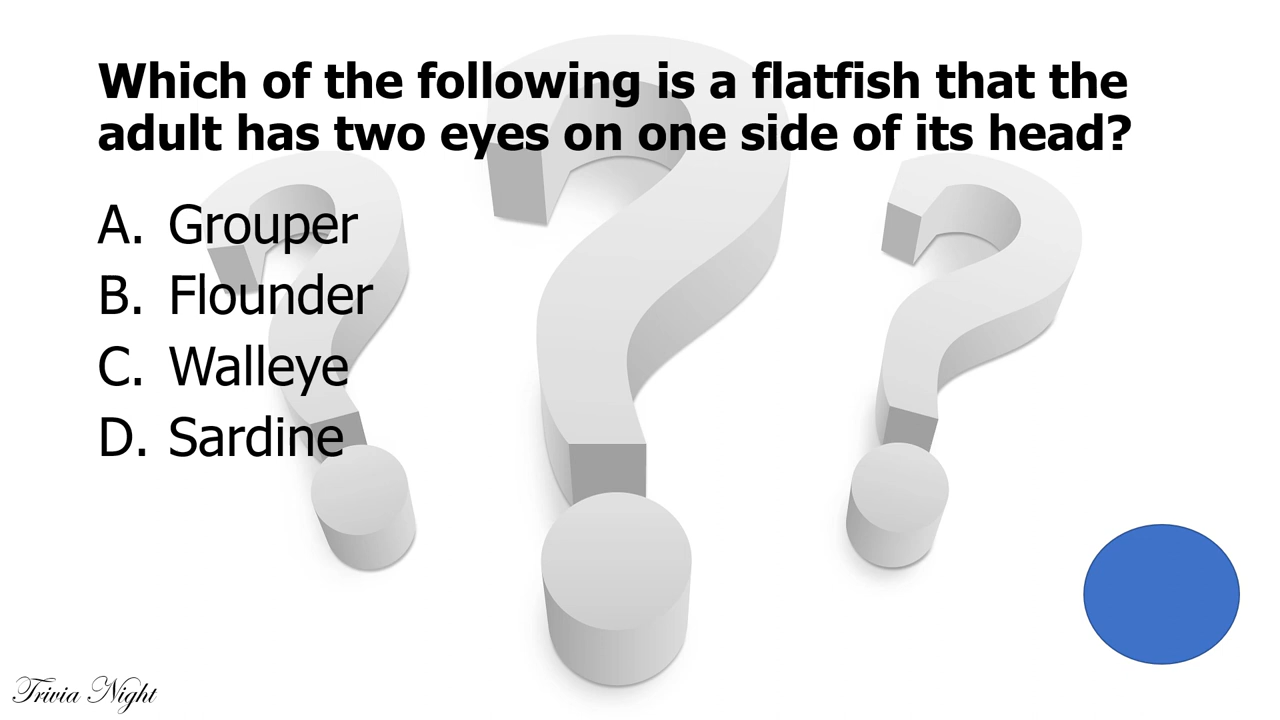 Which of the following is a flatfish that the
adult has two eyes on one side of its head?
A. Grouper
B. Flounder
C. Walleye
D. Sardine
Trivia Night